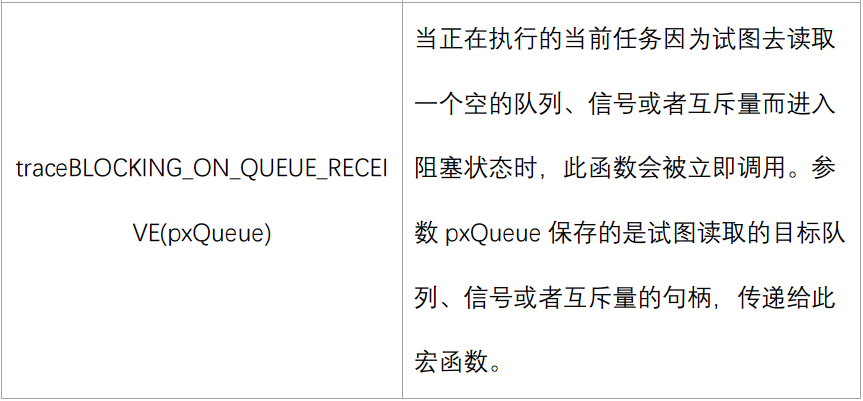 traceBLOCKING_ON_QUEUE_RECEI
VE(pxQueue)
当正在执行的当前任务因为试图去读取
一个空的队列、信号或者互斥量而进入
阻塞状态时，此函数会被立即调用。参
数 pxQueue 保存的是试图读取的目标队
列、信号或者互斥量的句柄，传递给此
宏函数。